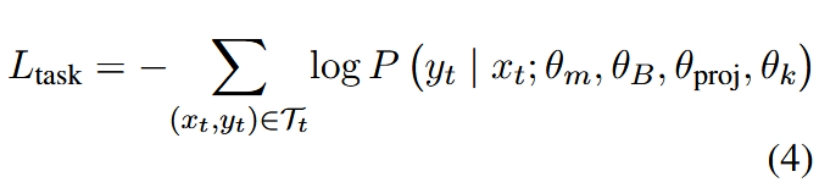 L_task = − ∑_{(x_t,y_t)∈𝒯_t} log P (y_t | x_t; θ_m, θ_B, θ_proj, θ_k)
(4)